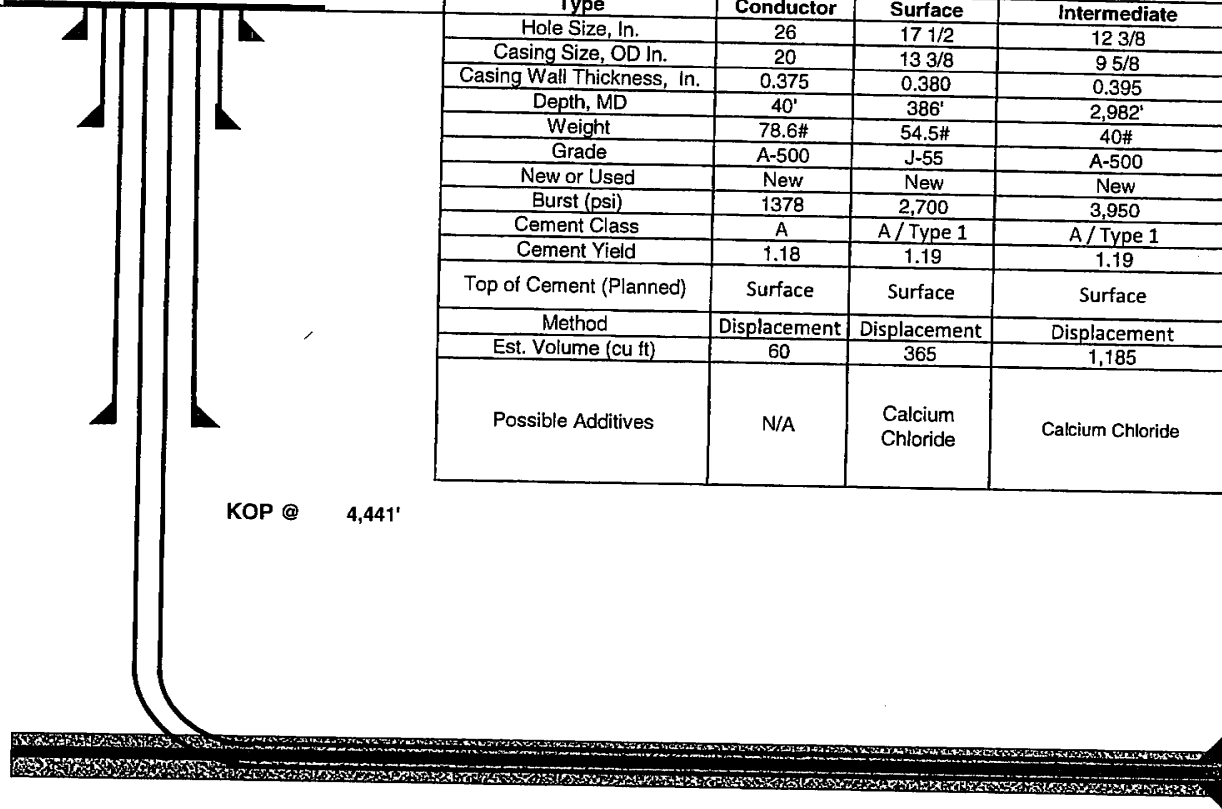 Type Conductor Surface Intermediate
Hole Size, In. 26 17 1/2 12 3/8
Casing Size, OD In. 20 13 3/8 9 5/8
Casing Wall Thickness, In. 0.375 0.380 0.395
Depth, MD 40' 386' 2,982'
Weight 78.6# 54.5# 40#
Grade A-500 J-55 A-500
New or Used New New New
Burst (psi) 1378 2,700 3,950
Cement Class A A / Type 1 A / Type 1
Cement Yield 1.18 1.19 1.19
Top of Cement (Planned) Surface Surface Surface
Method Displacement Displacement Displacement
Est. Volume (cu ft) 60 365 1,185
Possible Additives N/A Calcium
Chloride Calcium Chloride
KOP @ 4,441'